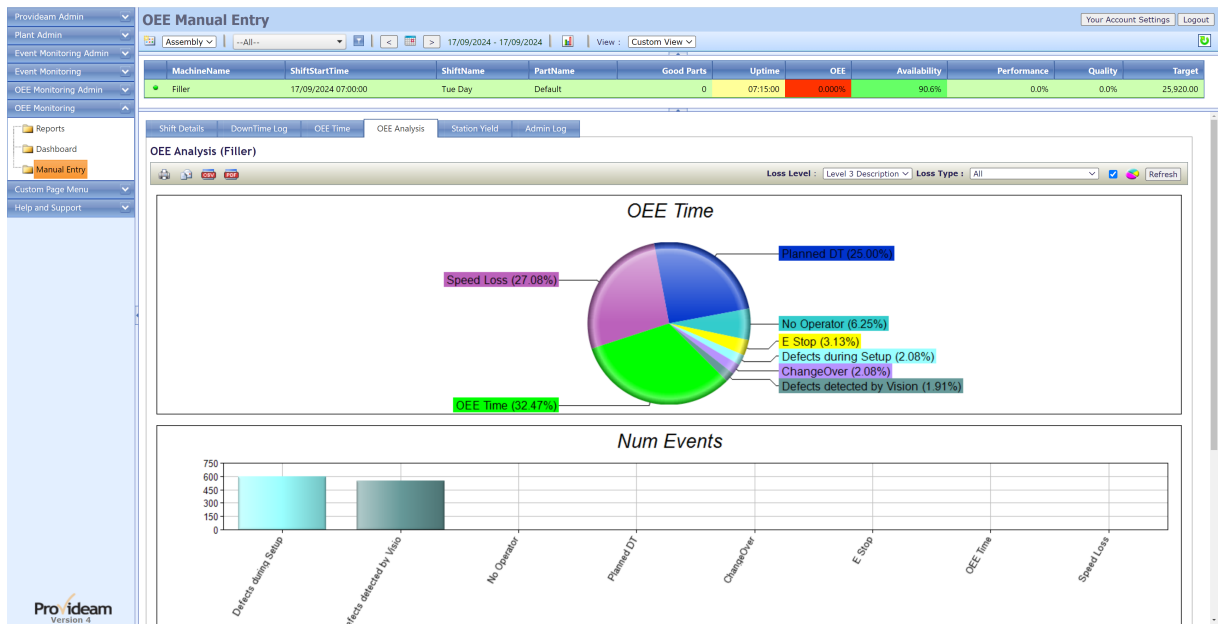 Provideam Admin
Plant Admin
Event Monitoring Admin
Event Monitoring
OEE Monitoring Admin
OEE Monitoring
Reports
Dashboard
Manual Entry
Custom Page Menu
Help and Support
Provideam
Version 4
OEE Manual Entry
Your Account Settings Logout
Assembly --All-- < > 17/09/2024 - 17/09/2024 View : Custom View
MachineName ShiftStartTime ShiftName PartName Good Parts Uptime OEE Availability Performance Quality Target
Filler 17/09/2024 07:00:00 Tue Day Default 0 07:15:00 0.000% 90.6% 0.0% 0.0% 25,920.00
Shift Details DownTime Log OEE Time OEE Analysis Station Yield Admin Log
OEE Analysis (Filler)
CSV PDF Loss Level : Level 3 Description Loss Type : All Refresh
OEE Time
Planned DT (25.00%)
Speed Loss (27.08%)
No Operator (6.25%)
E Stop (3.13%)
Defects during Setup (2.08%)
ChangeOver (2.08%)
Defects detected by Vision (1.91%)
OEE Time (32.47%)
Num Events
750
600
450
300
150
0
Defects during Setup
efects detected by Visio
No Operator
Planned DT
ChangeOver
E Stop
OEE Time
Speed Loss